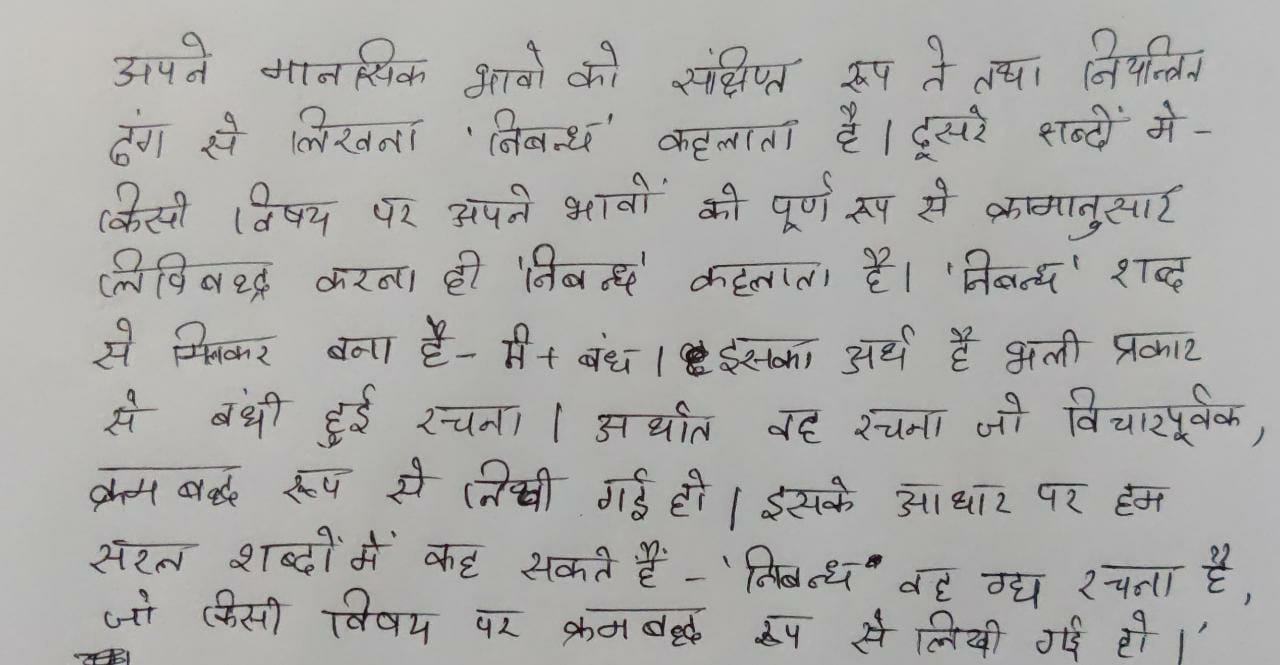 अपने मानसिक भावो को संक्षिप्त रूप ते तथा नियन्त्रित
ढंग से लिखना 'निबन्ध' कहलाता है। दूसरे शब्दों मे -
किसी विषय पर अपने भावों को पूर्ण रूप से क्रामानुसार
लिपिबध्द करना ही 'निबन्ध' कहलाता है। 'निबन्ध' शब्द
से मिलकर बना है - नि + बंध। इसका अर्थ है भली प्रकार
से बंधी हुई रचना। अर्थात वह रचना जो विचारपूर्वक,
क्रमबद्ध रूप से लिखी गई हो। इसके आधार पर हम
सरल शब्दों में कह सकते हैं - 'निबन्ध' वह गद्य रचना है,
जो किसी विषय पर क्रमबद्ध रूप से लिखी गई हो।'